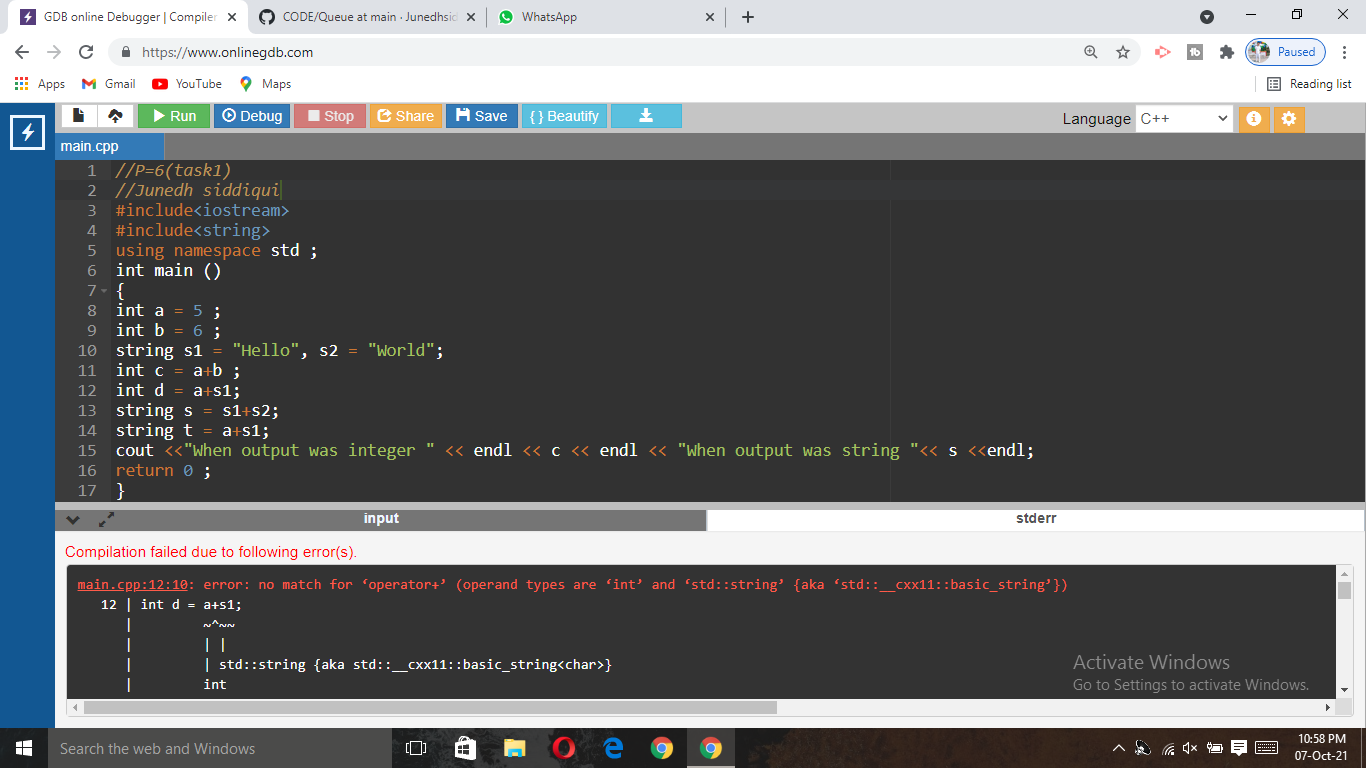 GDB online Debugger | Compiler
CODE/Queue at main · Junedhsid
WhatsApp
https://www.onlinegdb.com
Paused
Apps
Gmail
YouTube
Maps
Reading list
Run
Debug
Stop
Share
Save
{ } Beautify
Language
C++
main.cpp
1 //P=6(task1)
2 //Junedh siddiqui
3 #include<iostream>
4 #include<string>
5 using namespace std ;
6 int main ()
7 {
8 int a = 5 ;
9 int b = 6 ;
10 string s1 = "Hello", s2 = "World";
11 int c = a+b ;
12 int d = a+s1;
13 string s = s1+s2;
14 string t = a+s1;
15 cout <<"When output was integer " << endl << c << endl << "When output was string "<< s <<endl;
16 return 0 ;
17 }
input
stderr
Compilation failed due to following error(s).
main.cpp:12:10: error: no match for ‘operator+’ (operand types are ‘int’ and ‘std::string’ {aka ‘std::__cxx11::basic_string’})
12 | int d = a+s1;
| ~^~~
| | |
| | std::string {aka std::__cxx11::basic_string<char>}
| int
Activate Windows
Go to Settings to activate Windows.
Search the web and Windows
10:58 PM
07-Oct-21